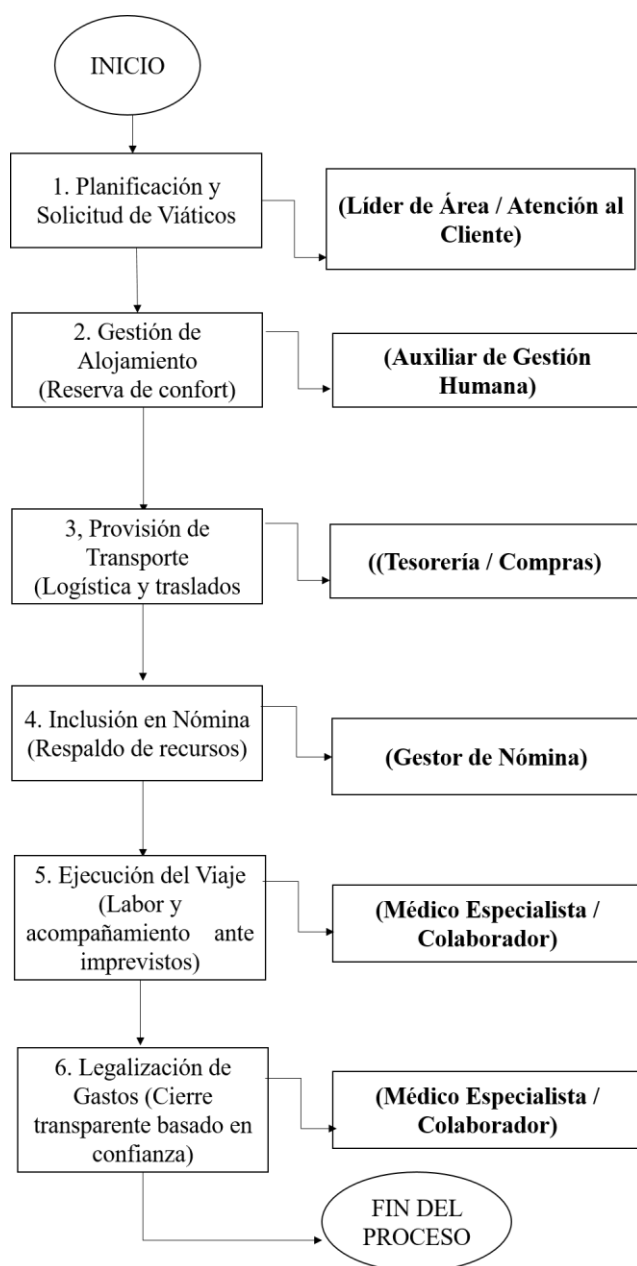 INICIO
1. Planificación y
Solicitud de Viáticos
(Líder de Área / Atención al
Cliente)
2. Gestión de
Alojamiento
(Reserva de confort)
(Auxiliar de Gestión
Humana)
3, Provisión de
Transporte
(Logística y traslados
((Tesorería / Compras)
4. Inclusión en Nómina
(Respaldo de recursos)
(Gestor de Nómina)
5. Ejecución del Viaje
(Labor y
acompañamiento ante
imprevistos)
(Médico Especialista /
Colaborador)
6. Legalización de
Gastos (Cierre
transparente basado en
confianza)
(Médico Especialista /
Colaborador)
FIN DEL
PROCESO